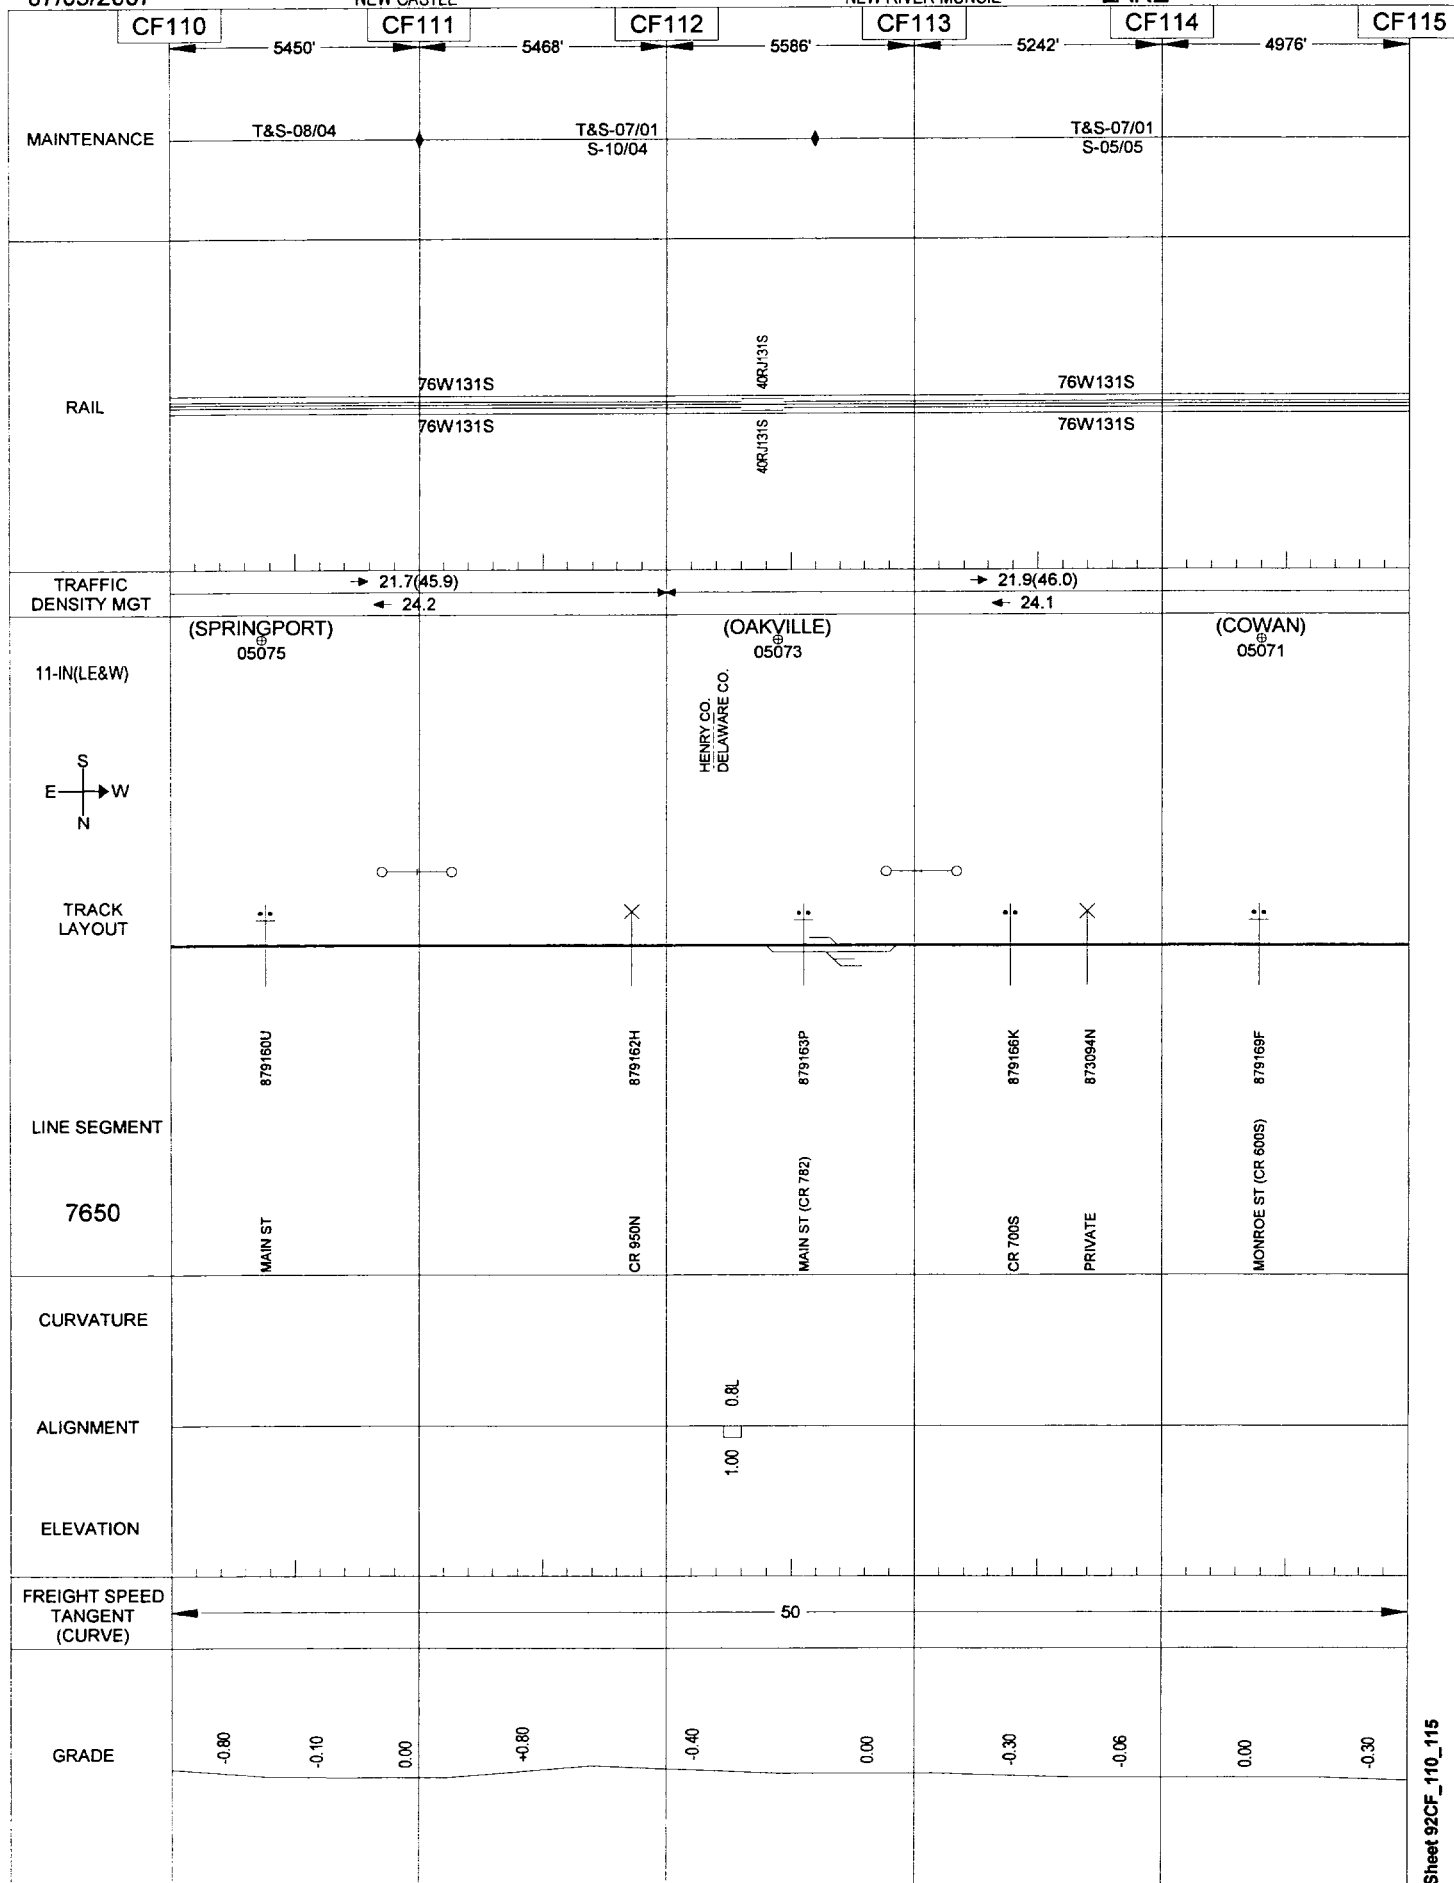 NEW CASTLE
CF110 CF111 CF112 CF113 CF114 CF115
5450' 5468' 5586' 5242' 4976'
MAINTENANCE
T&S-08/04
T&S-07/01
S-10/04
T&S-07/01
S-05/05
RAIL
76W131S
76W131S
40RJ131S
40RJ131S
76W131S
76W131S
TRAFFIC
DENSITY MGT
21.7(45.9)
24.2
21.9(46.0)
24.1
(SPRINGPORT)
05075
(OAKVILLE)
05073
(COWAN)
05071
11-IN(LE&W)
HENRY CO.
DELAWARE CO.
S
E W
N
TRACK
LAYOUT
879160U
879162H
879163P
879166K
873094N
879169F
LINE SEGMENT
7650
MAIN ST
CR 950N
MAIN ST (CR 782)
CR 700S
PRIVATE
MONROE ST (CR 600S)
CURVATURE
ALIGNMENT
0.8L
1.00
ELEVATION
FREIGHT SPEED
TANGENT
(CURVE)
50
GRADE
-0.80
-0.10
0.00
+0.80
-0.40
0.00
-0.30
-0.06
0.00
-0.30
Sheet 92CF_110_115